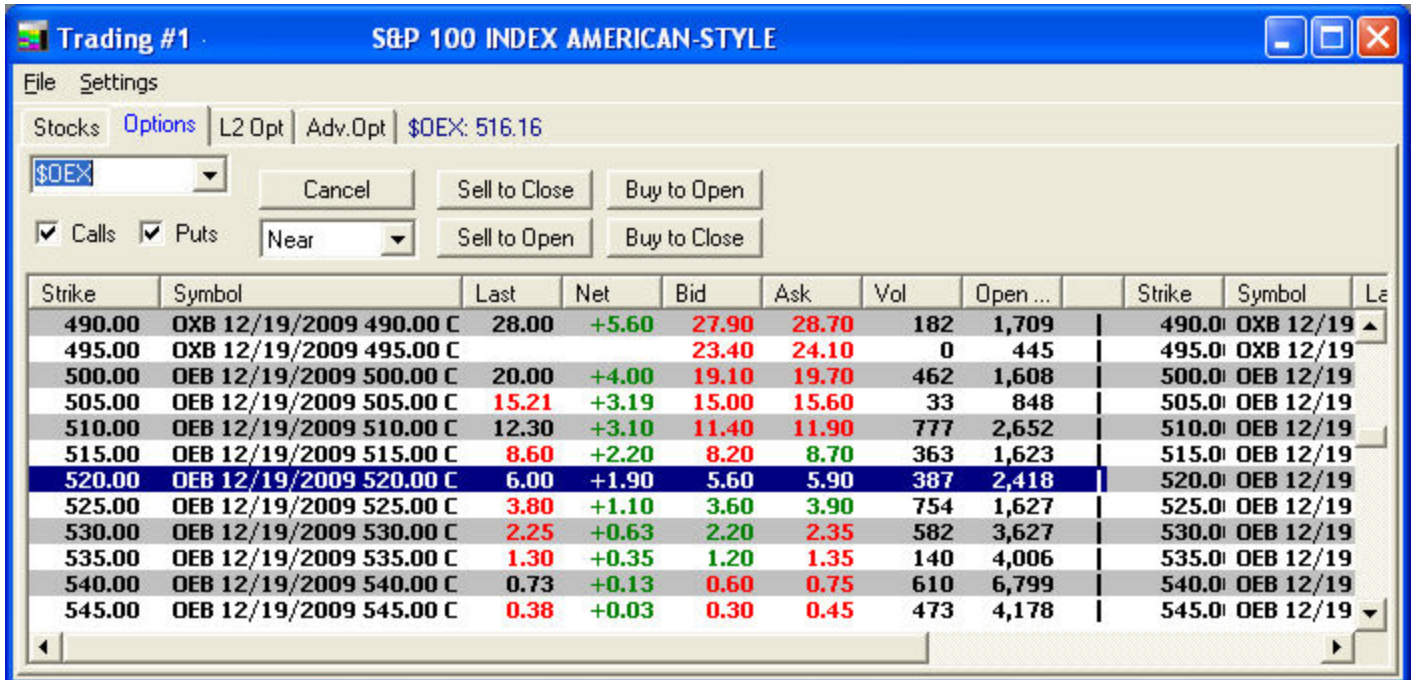 Trading #1 S&P 100 INDEX AMERICAN-STYLE
File Settings
Stocks Options L2 Opt Adv.Opt $OEX: 516.16
$OEX
Cancel Sell to Close Buy to Open
Calls Puts Near Sell to Open Buy to Close
Strike Symbol Last Net Bid Ask Vol Open ... Strike Symbol La
490.00 OXB 12/19/2009 490.00 C 28.00 +5.60 27.90 28.70 182 1,709 490.0 OXB 12/19
495.00 OXB 12/19/2009 495.00 C 23.40 24.10 0 445 495.0 OXB 12/19
500.00 OEB 12/19/2009 500.00 C 20.00 +4.00 19.10 19.70 462 1,608 500.0 OEB 12/19
505.00 OEB 12/19/2009 505.00 C 15.21 +3.19 15.00 15.60 33 848 505.0 OEB 12/19
510.00 OEB 12/19/2009 510.00 C 12.30 +3.10 11.40 11.90 777 2,652 510.0 OEB 12/19
515.00 OEB 12/19/2009 515.00 C 8.60 +2.20 8.20 8.70 363 1,623 515.0 OEB 12/19
520.00 OEB 12/19/2009 520.00 C 6.00 +1.90 5.60 5.90 387 2,418 520.0 OEB 12/19
525.00 OEB 12/19/2009 525.00 C 3.80 +1.10 3.60 3.90 754 1,627 525.0 OEB 12/19
530.00 OEB 12/19/2009 530.00 C 2.25 +0.63 2.20 2.35 582 3,627 530.0 OEB 12/19
535.00 OEB 12/19/2009 535.00 C 1.30 +0.35 1.20 1.35 140 4,006 535.0 OEB 12/19
540.00 OEB 12/19/2009 540.00 C 0.73 +0.13 0.60 0.75 610 6,799 540.0 OEB 12/19
545.00 OEB 12/19/2009 545.00 C 0.38 +0.03 0.30 0.45 473 4,178 545.0 OEB 12/19